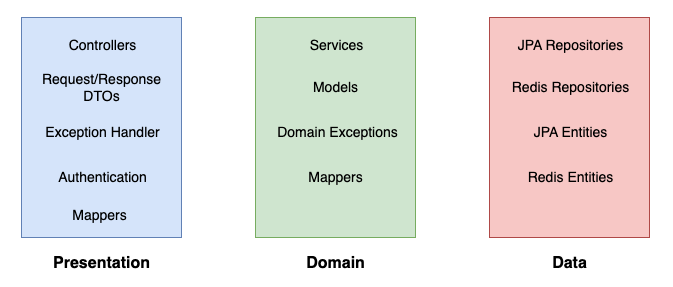 Controllers
Request/Response
DTOs
Exception Handler
Authentication
Mappers
Presentation
Services
Models
Domain Exceptions
Mappers
Domain
JPA Repositories
Redis Repositories
JPA Entities
Redis Entities
Data